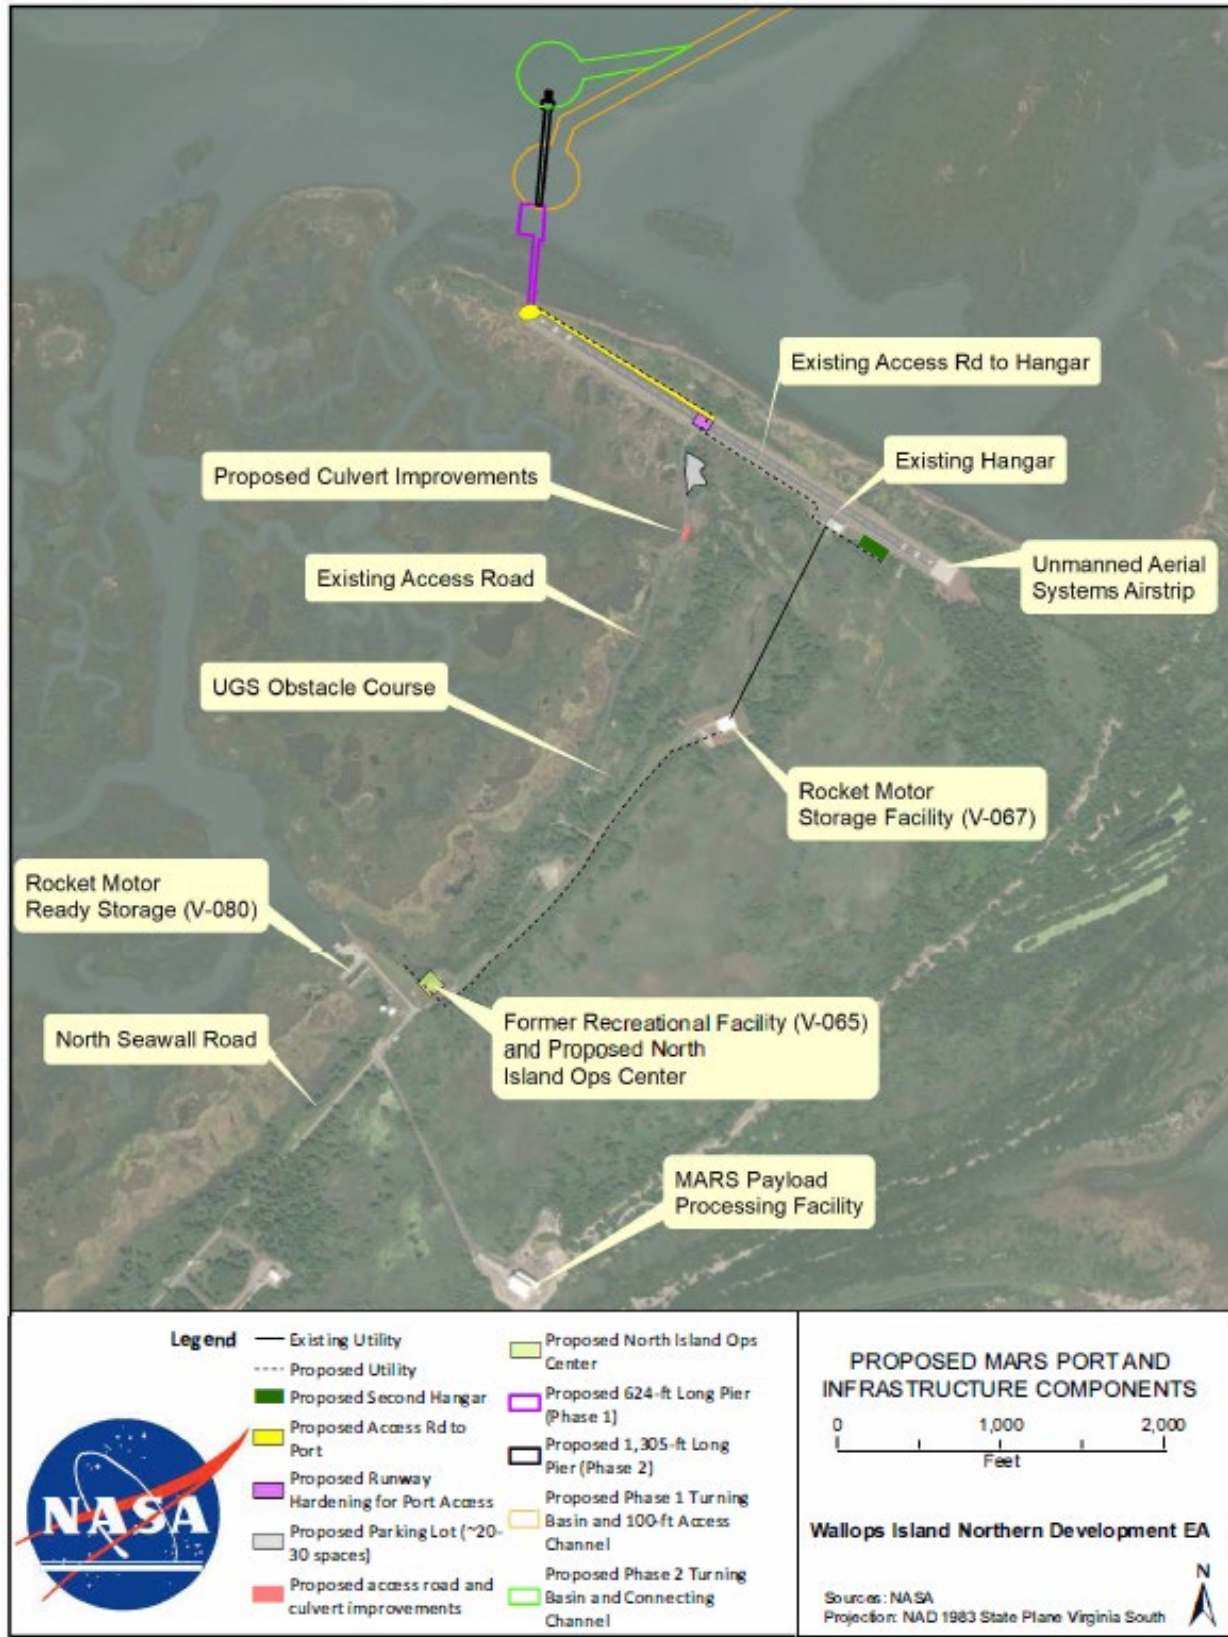 Existing Access Rd to Hangar
Existing Hangar
Proposed Culvert Improvements
Unmanned Aerial
Systems Airstrip
Existing Access Road
UGS Obstacle Course
Rocket Motor
Storage Facility (V-067)
Rocket Motor
Ready Storage (V-080)
Former Recreational Facility (V-065)
and Proposed North
Island Ops Center
North Seawall Road
MARS Payload
Processing Facility
Legend
Existing Utility
Proposed Utility
Proposed Second Hangar
Proposed Access Rd to
Port
Proposed Runway
Hardening for Port Access
Proposed Parking Lot (~20-
30 spaces)
Proposed access road and
culvert improvements
Proposed North Island Ops
Center
Proposed 624-ft Long Pier
(Phase 1)
Proposed 1,305-ft Long
Pier (Phase 2)
Proposed Phase 1 Turning
Basin and 100-ft Access
Channel
Proposed Phase 2 Turning
Basin and Connecting
Channel
NASA
PROPOSED MARS PORT AND
INFRASTRUCTURE COMPONENTS
0 1,000 2,000
Feet
Wallops Island Northern Development EA
N
Sources: NASA
Projection: NAD 1983 State Plane Virginia South